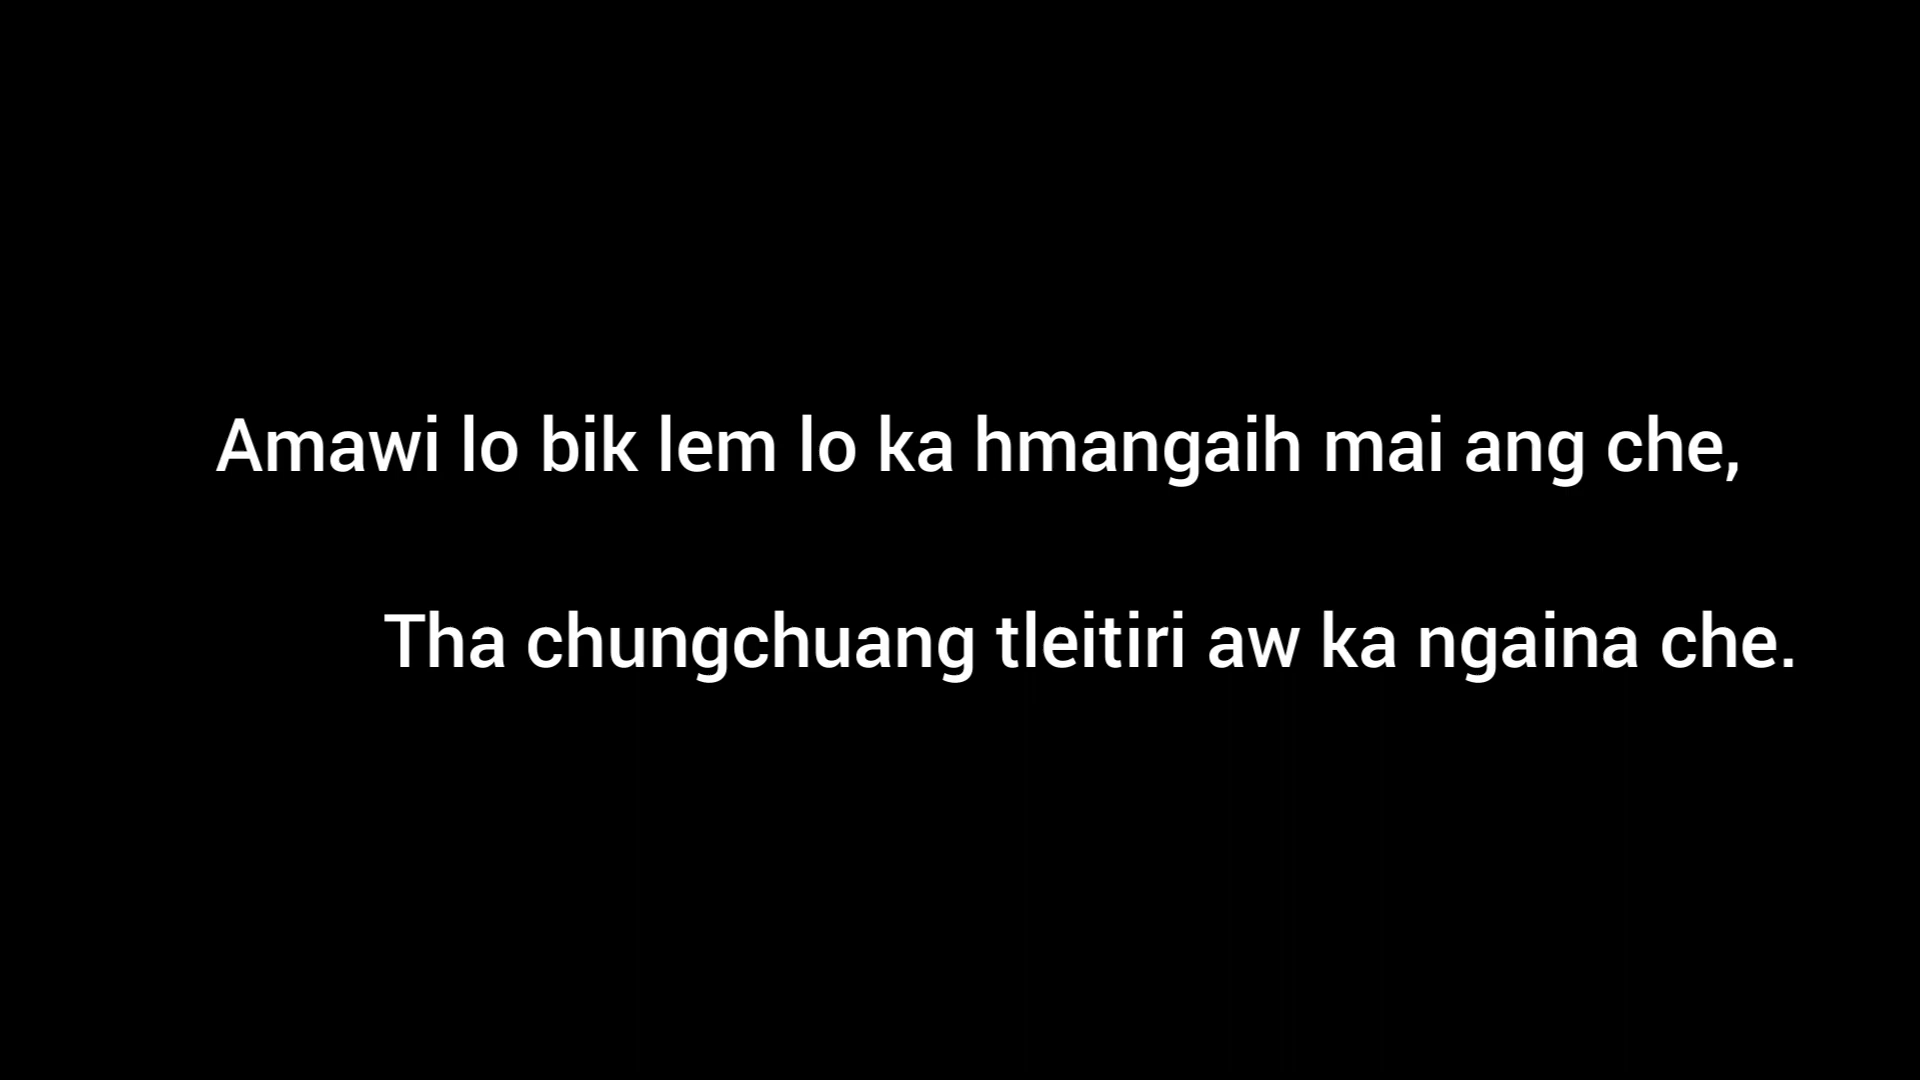 Amawi lo bik lem lo ka hmangaih mai ang che,
Tha chungchuang tleitiri aw ka ngaina che.